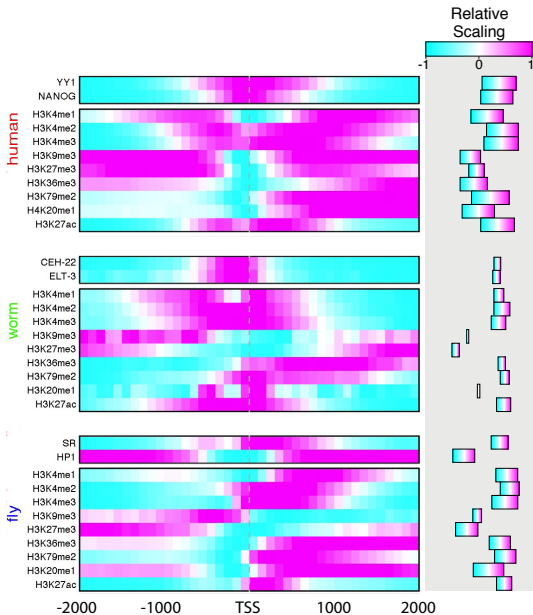 Relative
Scaling
-1 0 1
human
YY1
NANOG
H3K4me1
H3K4me2
H3K4me3
H3K9me3
H3K27me3
H3K36me3
H3K79me2
H4K20me1
H3K27ac
worm
CEH-22
ELT-3
H3K4me1
H3K4me2
H3K4me3
H3K9me3
H3K27me3
H3K36me3
H3K79me2
H3K20me1
H3K27ac
fly
SR
HP1
H3K4me1
H3K4me2
H3K4me3
H3K9me3
H3K27me3
H3K36me3
H3K79me2
H3K20me1
H3K27ac
-2000 -1000 TSS 1000 2000